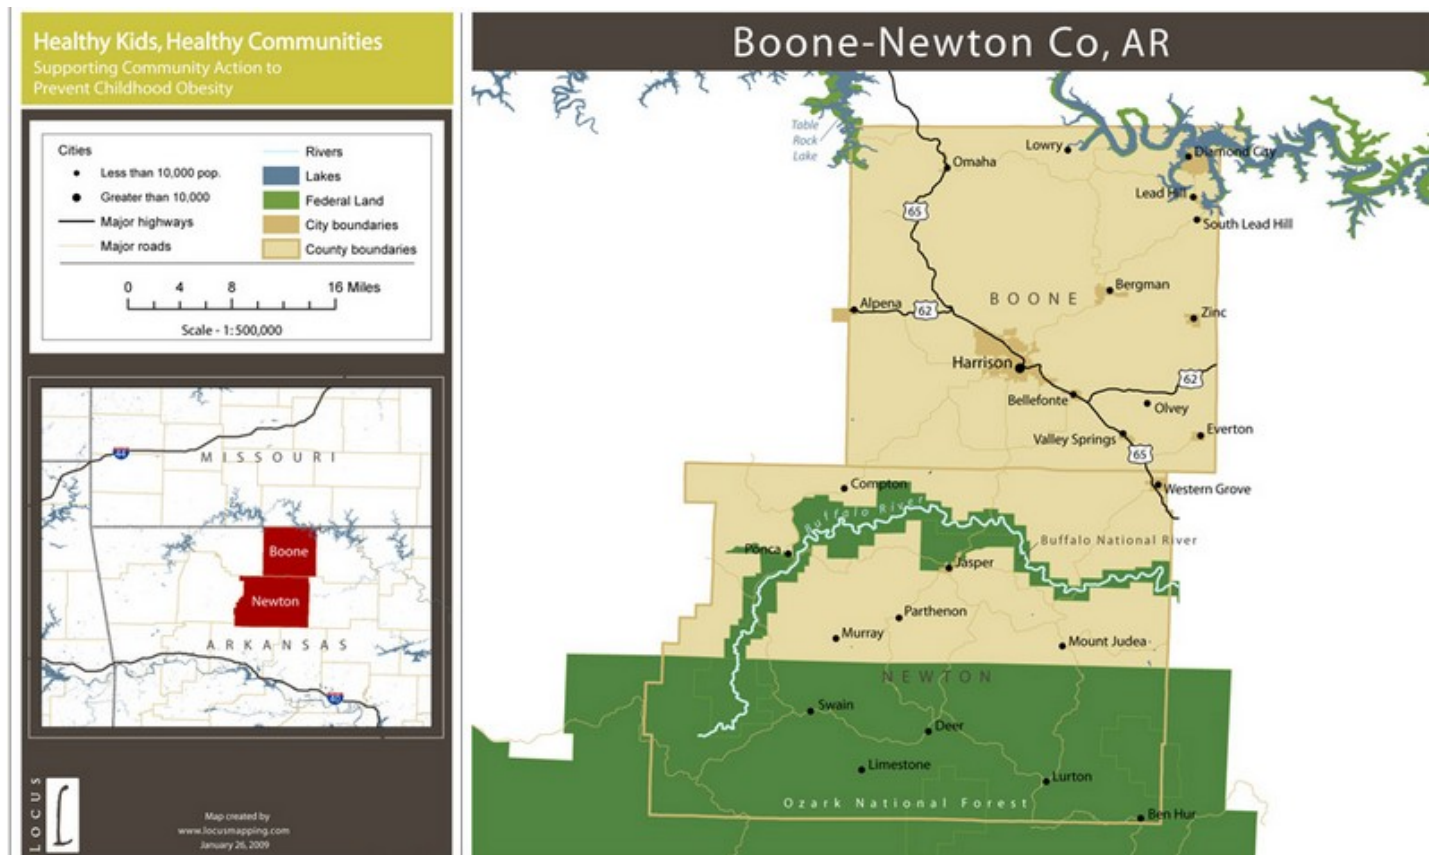 Healthy Kids, Healthy Communities
Supporting Community Action to
Prevent Childhood Obesity
Cities
Less than 10,000 pop.
Greater than 10,000
Major highways
Major roads
Rivers
Lakes
Federal Land
City boundaries
County boundaries
0 4 8 16 Miles
Scale - 1:500,000
44
MISSOURI
Boone
Newton
ARKANSAS
40
LOCUS
Map created by
www.locusmapping.com
January 26, 2009
Boone-Newton Co, AR
Table
Rock
Lake
Lowry
Diamond City
Omaha
Lead Hill
65
South Lead Hill
Bergman
BOONE
Alpena
62
Zinc
Harrison
62
Bellefonte
Olvey
Everton
Valley Springs
65
Compton
Western Grove
Buffalo River
Buffalo National River
Ponca
Jasper
Parthenon
Murray
Mount Judea
NEWTON
Swain
Deer
Limestone
Lurton
Ozark National Forest
Ben Hur